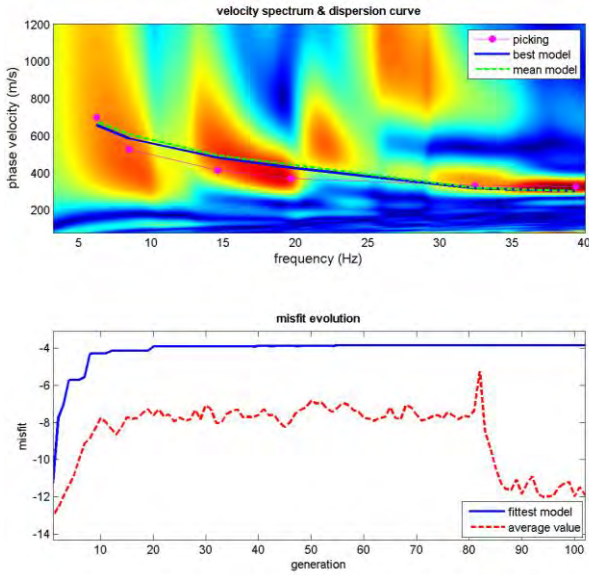 velocity spectrum & dispersion curve
1200
1000
800
600
400
200
phase velocity (m/s)
picking
best model
mean model
5 10 15 20 25 30 35 40
frequency (Hz)
misfit evolution
-4
-6
-8
-10
-12
-14
misfit
fittest model
average value
10 20 30 40 50 60 70 80 90 100
generation